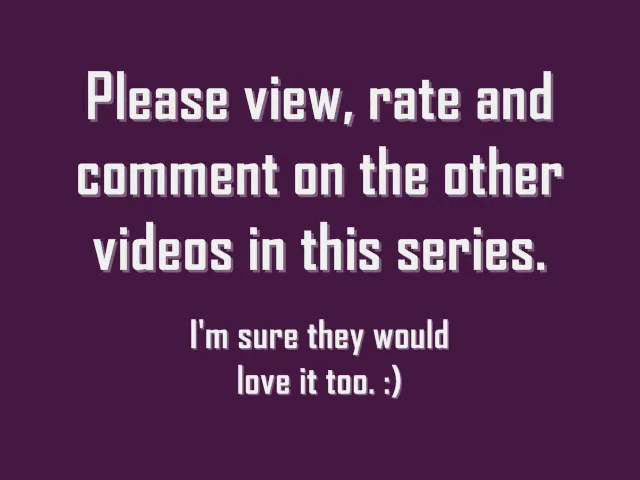 Please view, rate and
comment on the other
videos in this series.
I'm sure they would
love it too. :)